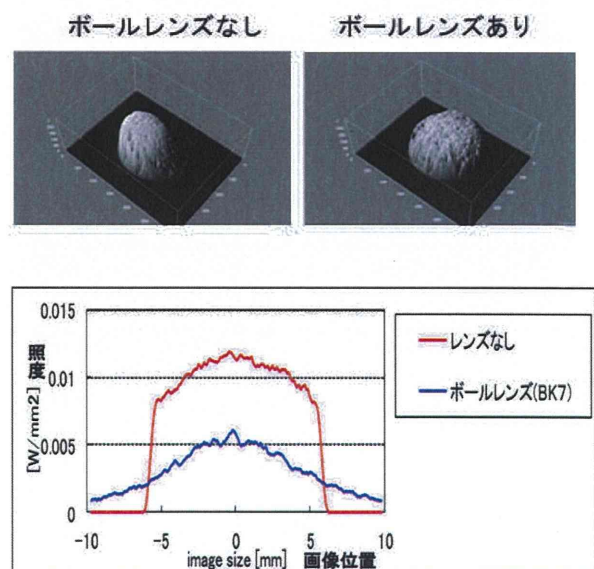 ボールレンズなし
ボールレンズあり
0.015
0.01
0.005
0
照度
[W/mm2]
-10
-5
0
5
10
image size [mm] 画像位置
レンズなし
ボールレンズ(BK7)